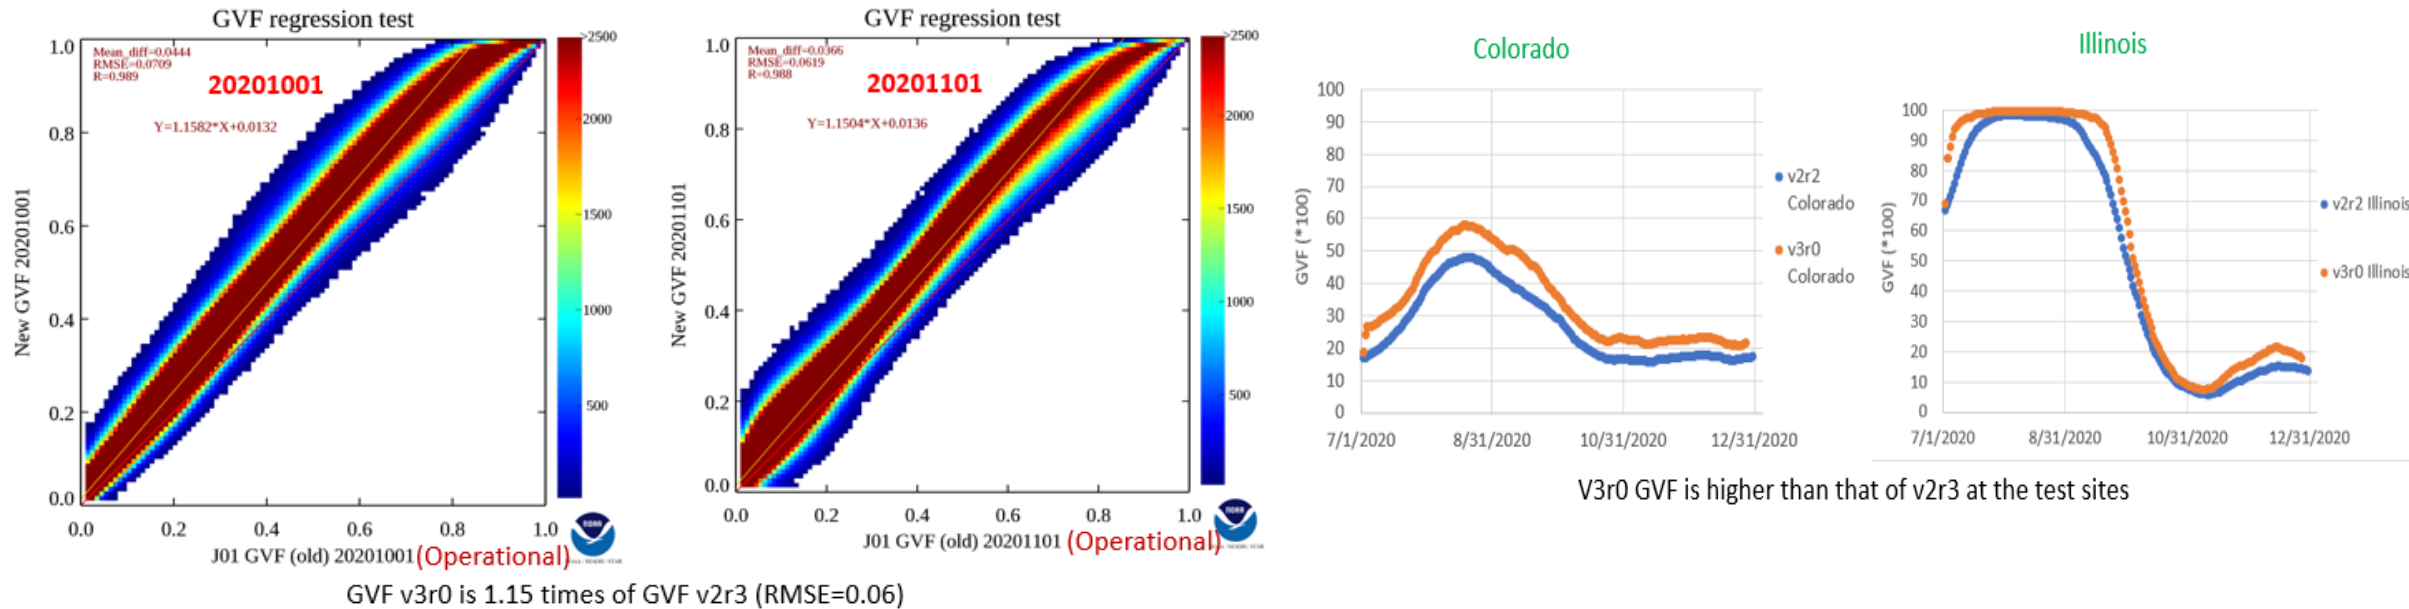 GVF regression test
Mean_diff=0.0444
RMSE=0.0709
R=0.989
20201001
Y=1.1582*X+0.0132
New GVF 20201001
1.0
0.8
0.6
0.4
0.2
0.0
0.0 0.2 0.4 0.6 0.8 1.0
J01 GVF (old) 20201001 (Operational)
>2500
2000
1500
1000
500
NOAA
GVF regression test
Mean_diff=0.0366
RMSE=0.0619
R=0.988
20201101
Y=1.1504*X+0.0136
New GVF 20201101
1.0
0.8
0.6
0.4
0.2
0.0
0.0 0.2 0.4 0.6 0.8 1.0
J01 GVF (old) 20201101 (Operational)
>2500
2000
1500
1000
500
NOAA
GVF v3r0 is 1.15 times of GVF v2r3 (RMSE=0.06)
Colorado
GVF (*100)
100
90
80
70
60
50
40
30
20
10
0
7/1/2020 8/31/2020 10/31/2020 12/31/2020
v2r2
Colorado
v3r0
Colorado
Illinois
GVF (*100)
100
90
80
70
60
50
40
30
20
10
0
7/1/2020 8/31/2020 10/31/2020 12/31/2020
v2r2 Illinois
v3r0 Illinois
V3r0 GVF is higher than that of v2r3 at the test sites